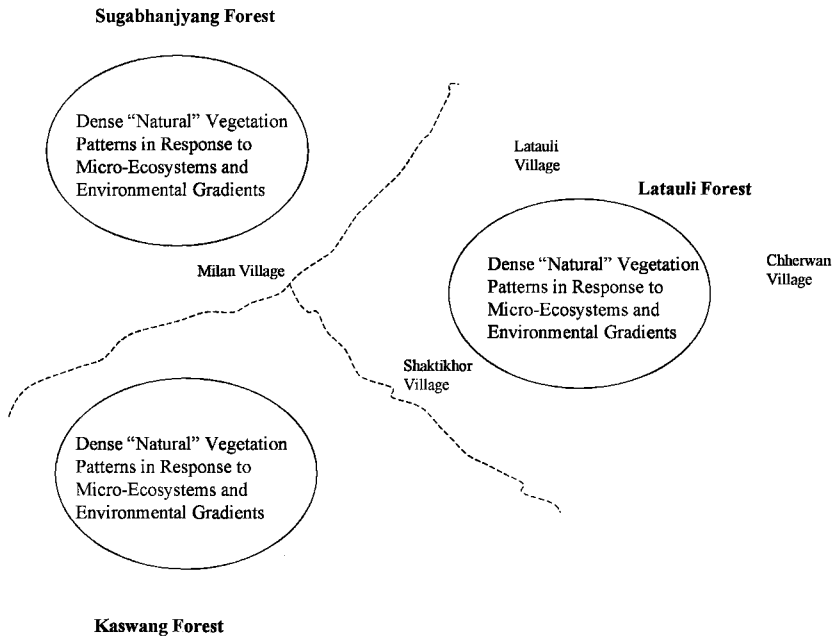 Sugabhanjyang Forest
Dense “Natural” Vegetation
Patterns in Response to
Micro-Ecosystems and
Environmental Gradients
Latauli
Village
Latauli Forest
Milan Village
Dense “Natural” Vegetation
Patterns in Response to
Micro-Ecosystems and
Environmental Gradients
Chherwan
Village
Shaktikhor
Village
Dense “Natural” Vegetation
Patterns in Response to
Micro-Ecosystems and
Environmental Gradients
Kaswang Forest